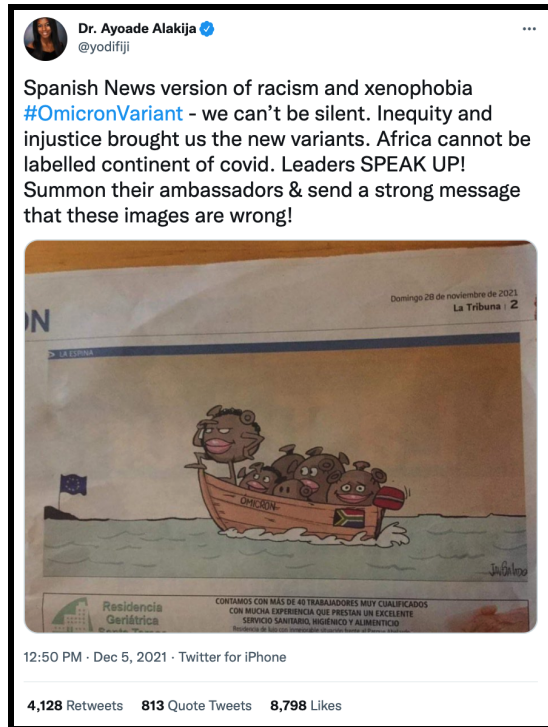 Dr. Ayoade Alakija
@yodifiji
Spanish News version of racism and xenophobia
#OmicronVariant - we can’t be silent. Inequity and
injustice brought us the new variants. Africa cannot be
labelled continent of covid. Leaders SPEAK UP!
Summon their ambassadors & send a strong message
that these images are wrong!
Domingo 28 de noviembre de 2021
ON
La Tribuna | 2
> LA ESPINA
OMICRON
JaviSalado
Residencia
Geriátrica
CONTAMOS CON MÁS DE 40 TRABAJADORES MUY CUALIFICADOS
CON MUCHA EXPERIENCIA QUE PRESTAN UN EXCELENTE
SERVICIO SANITARIO, HIGIÉNICO Y ALIMENTICIO
12:50 PM · Dec 5, 2021 · Twitter for iPhone
4,128 Retweets 813 Quote Tweets 8,798 Likes